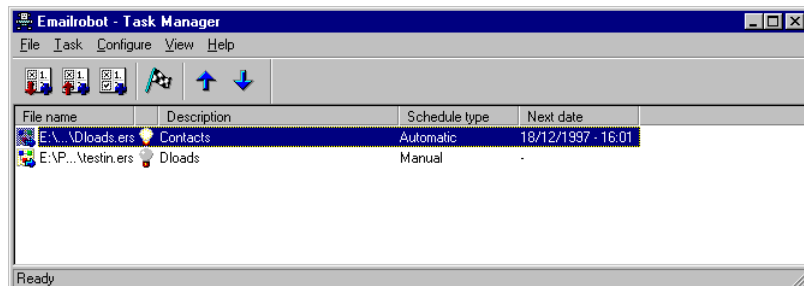 Emailrobot - Task Manager
File Task Configure View Help
File name Description Schedule type Next date
E:\...\Dloads.ers Contacts Automatic 18/12/1997 - 16:01
E:\P...\testin.ers Dloads Manual -
Ready